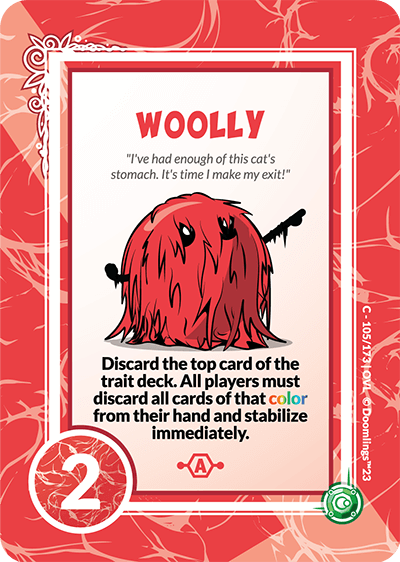 WOOLLY
"I've had enough of this cat's
stomach. It's time I make my exit!"
Discard the top card of the
trait deck. All players must
discard all cards of that color
from their hand and stabilize
immediately.
A
2
C - 105/173 | OVL © Doomlings™23